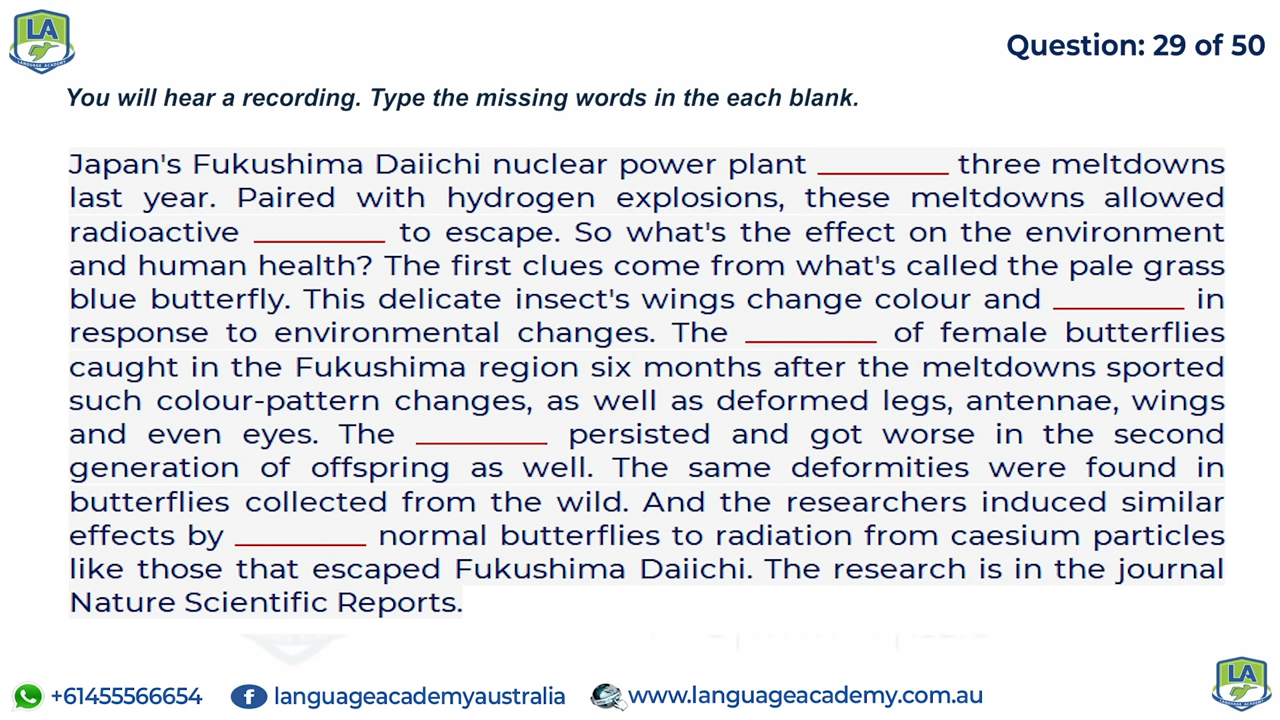 LA
LANGUAGE ACADEMY
Question: 29 of 50
You will hear a recording. Type the missing words in the each blank.
Japan's Fukushima Daiichi nuclear power plant ________ three meltdowns
last year. Paired with hydrogen explosions, these meltdowns allowed
radioactive ________ to escape. So what's the effect on the environment
and human health? The first clues come from what's called the pale grass
blue butterfly. This delicate insect's wings change colour and ________ in
response to environmental changes. The ________ of female butterflies
caught in the Fukushima region six months after the meltdowns sported
such colour-pattern changes, as well as deformed legs, antennae, wings
and even eyes. The ________ persisted and got worse in the second
generation of offspring as well. The same deformities were found in
butterflies collected from the wild. And the researchers induced similar
effects by ________ normal butterflies to radiation from caesium particles
like those that escaped Fukushima Daiichi. The research is in the journal
Nature Scientific Reports.
+61455566654
f
languageacademyaustralia
www.languageacademy.com.au
LA
LANGUAGE ACADEMY